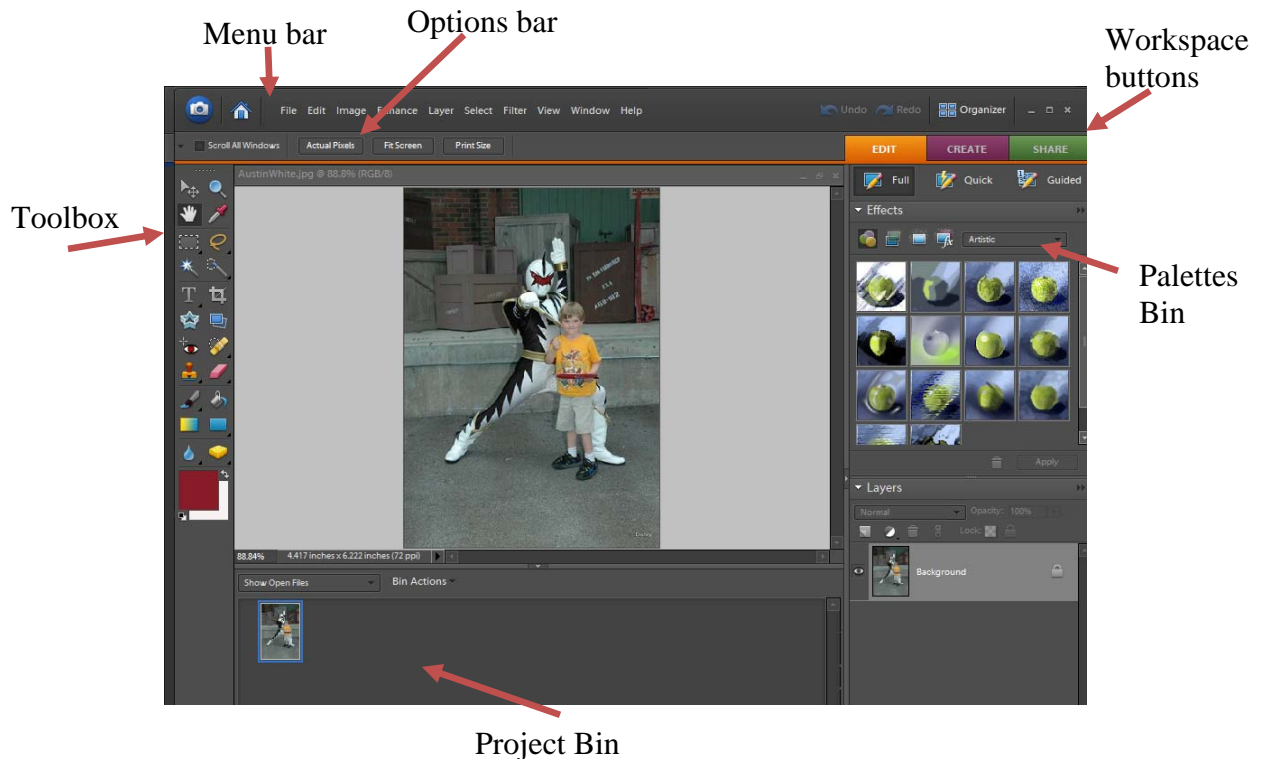 Menu bar
Options bar
Workspace
buttons
File Edit Image Enhance Layer Select Filter View Window Help
Undo Redo Organizer
Scroll All Windows Actual Pixels Fit Screen Print Size
EDIT CREATE SHARE
AustinWhite.jpg @ 88.8% (RGB/8)
Full Quick Guided
Toolbox
Effects
Artistic
Palettes
Bin
Apply
Layers
Normal Opacity: 100%
Lock:
Disney
88.84% 4.417 inches x 6.222 inches (72 ppi)
Background
Show Open Files Bin Actions
Project Bin